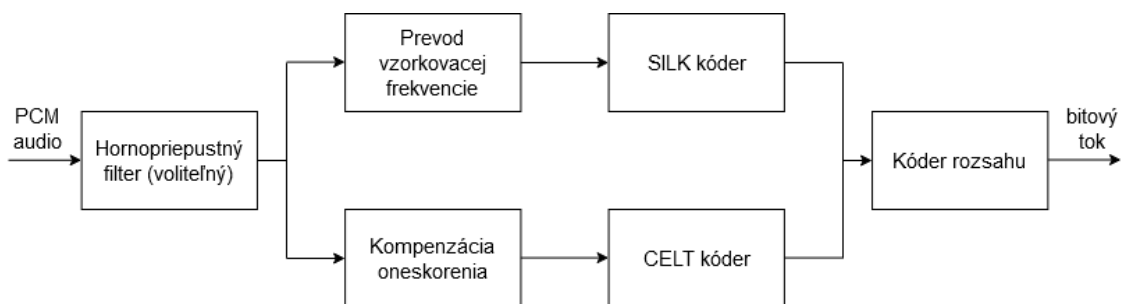 PCM
audio
Hornopriepustný
filter (voliteľný)
Prevod
vzorkovacej
frekvencie
SILK kóder
Kompenzácia
oneskorenia
CELT kóder
Kóder rozsahu
bitový
tok